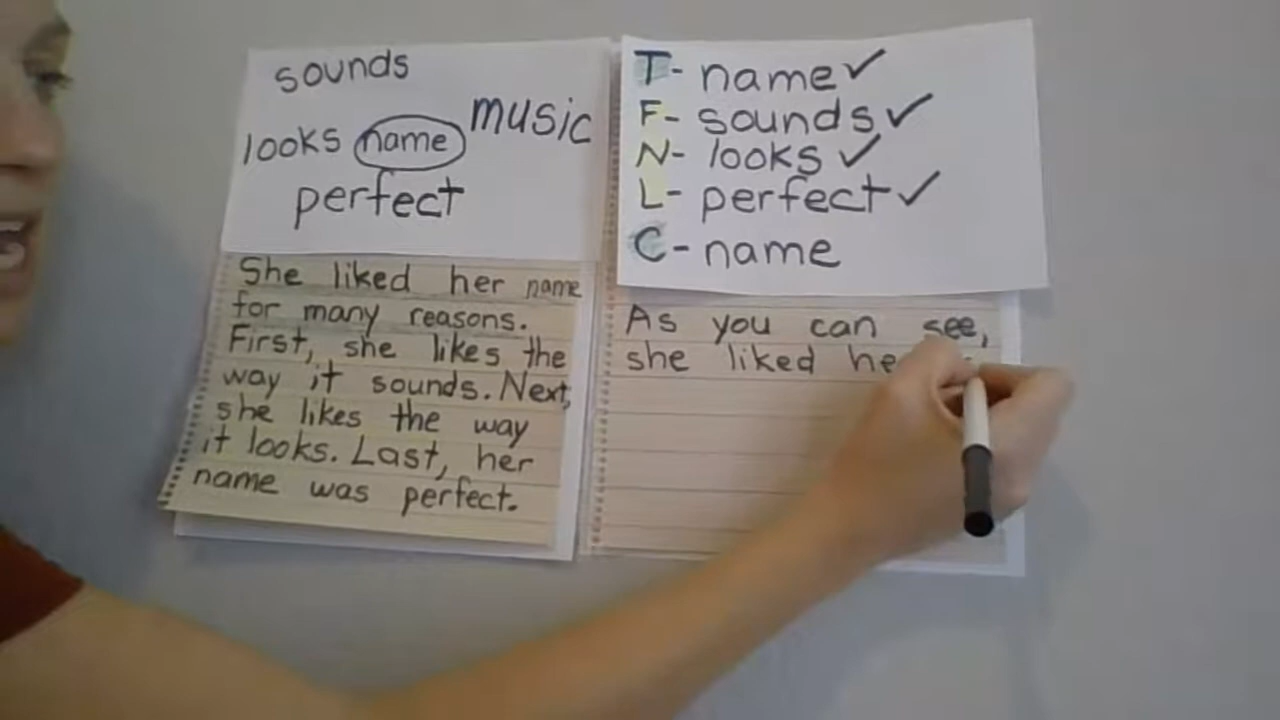 sounds
music
looks name
perfect
She liked her name
for many reasons.
First, she likes the
way it sounds. Next,
she likes the way
it looks. Last, her
name was perfect.
T- name ✓
F- sounds ✓
N- looks ✓
L- perfect ✓
C- name
As you can see,
she liked